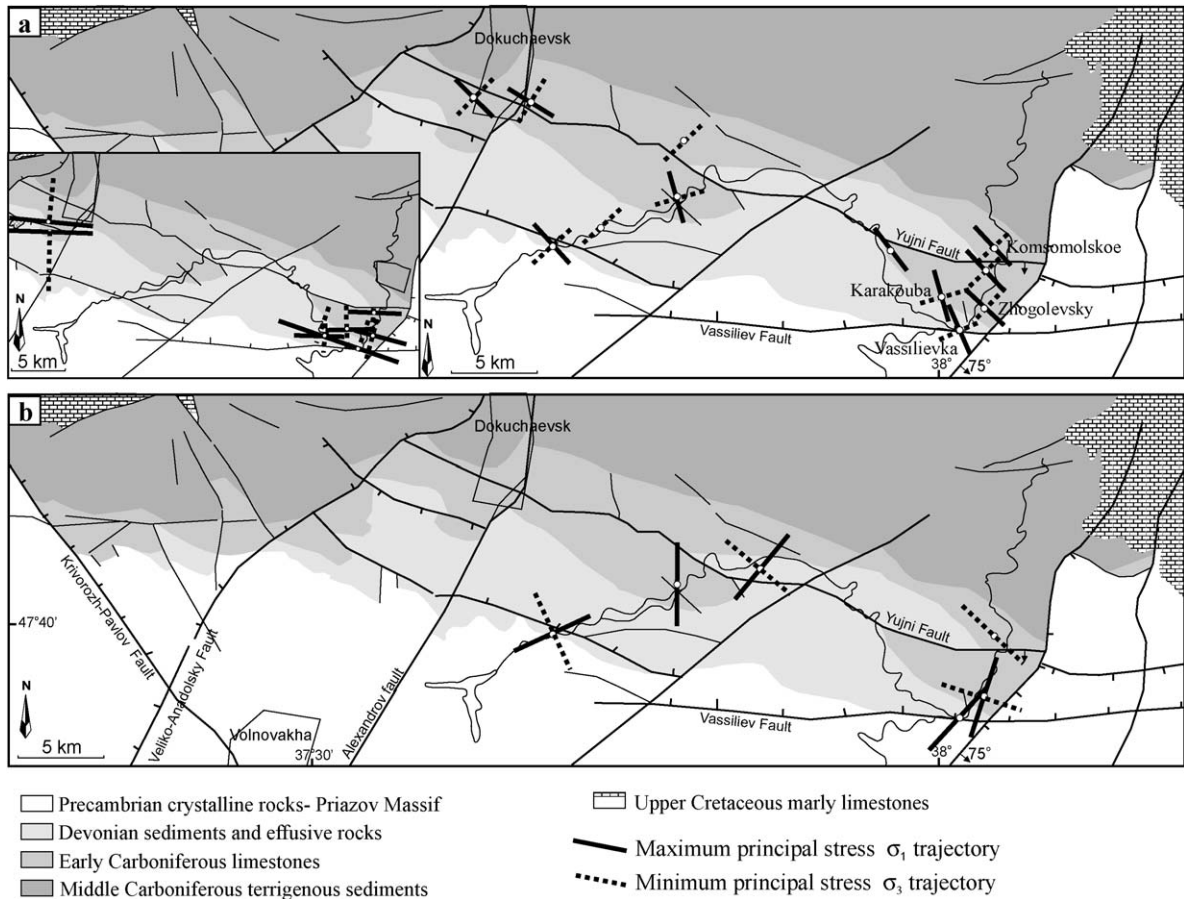 a
Dokuchaevsk
N
5 km
N
5 km
Yujni Fault
Komsomolskoe
Karakouba
Zhogolevsky
Vassiliev Fault
Vassilievka
38°
75°
b
Dokuchaevsk
47°40'
Krivorozh-Pavlov Fault
Veliko-Anadolsky Fault
Alexandrov fault
Volnovakha
37°30'
N
5 km
Yujni Fault
Vassiliev Fault
38°
75°
Precambrian crystalline rocks- Priazov Massif
Devonian sediments and effusive rocks
Early Carboniferous limestones
Middle Carboniferous terrigenous sediments
Upper Cretaceous marly limestones
Maximum principal stress σ1 trajectory
Minimum principal stress σ3 trajectory